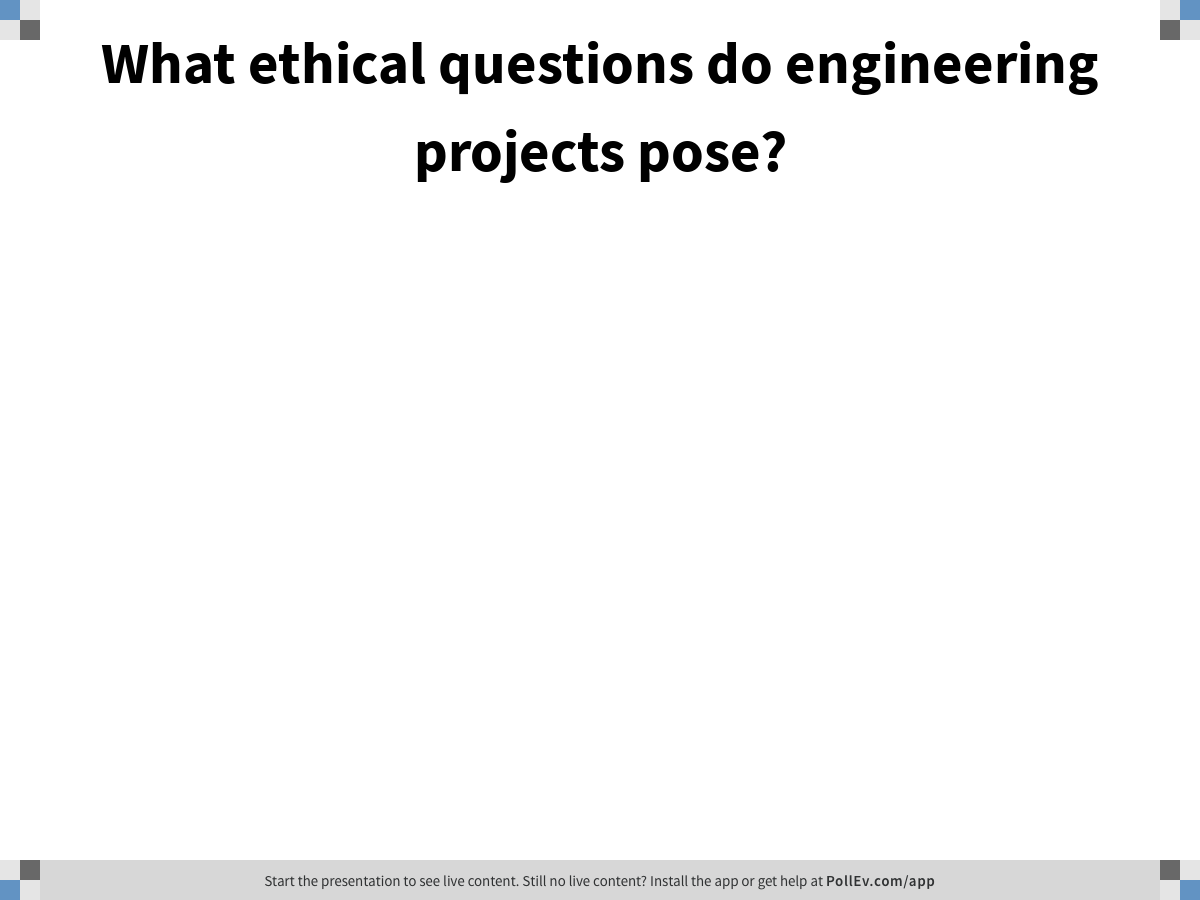 What ethical questions do engineering
projects pose?
Start the presentation to see live content. Still no live content? Install the app or get help at PollEv.com/app